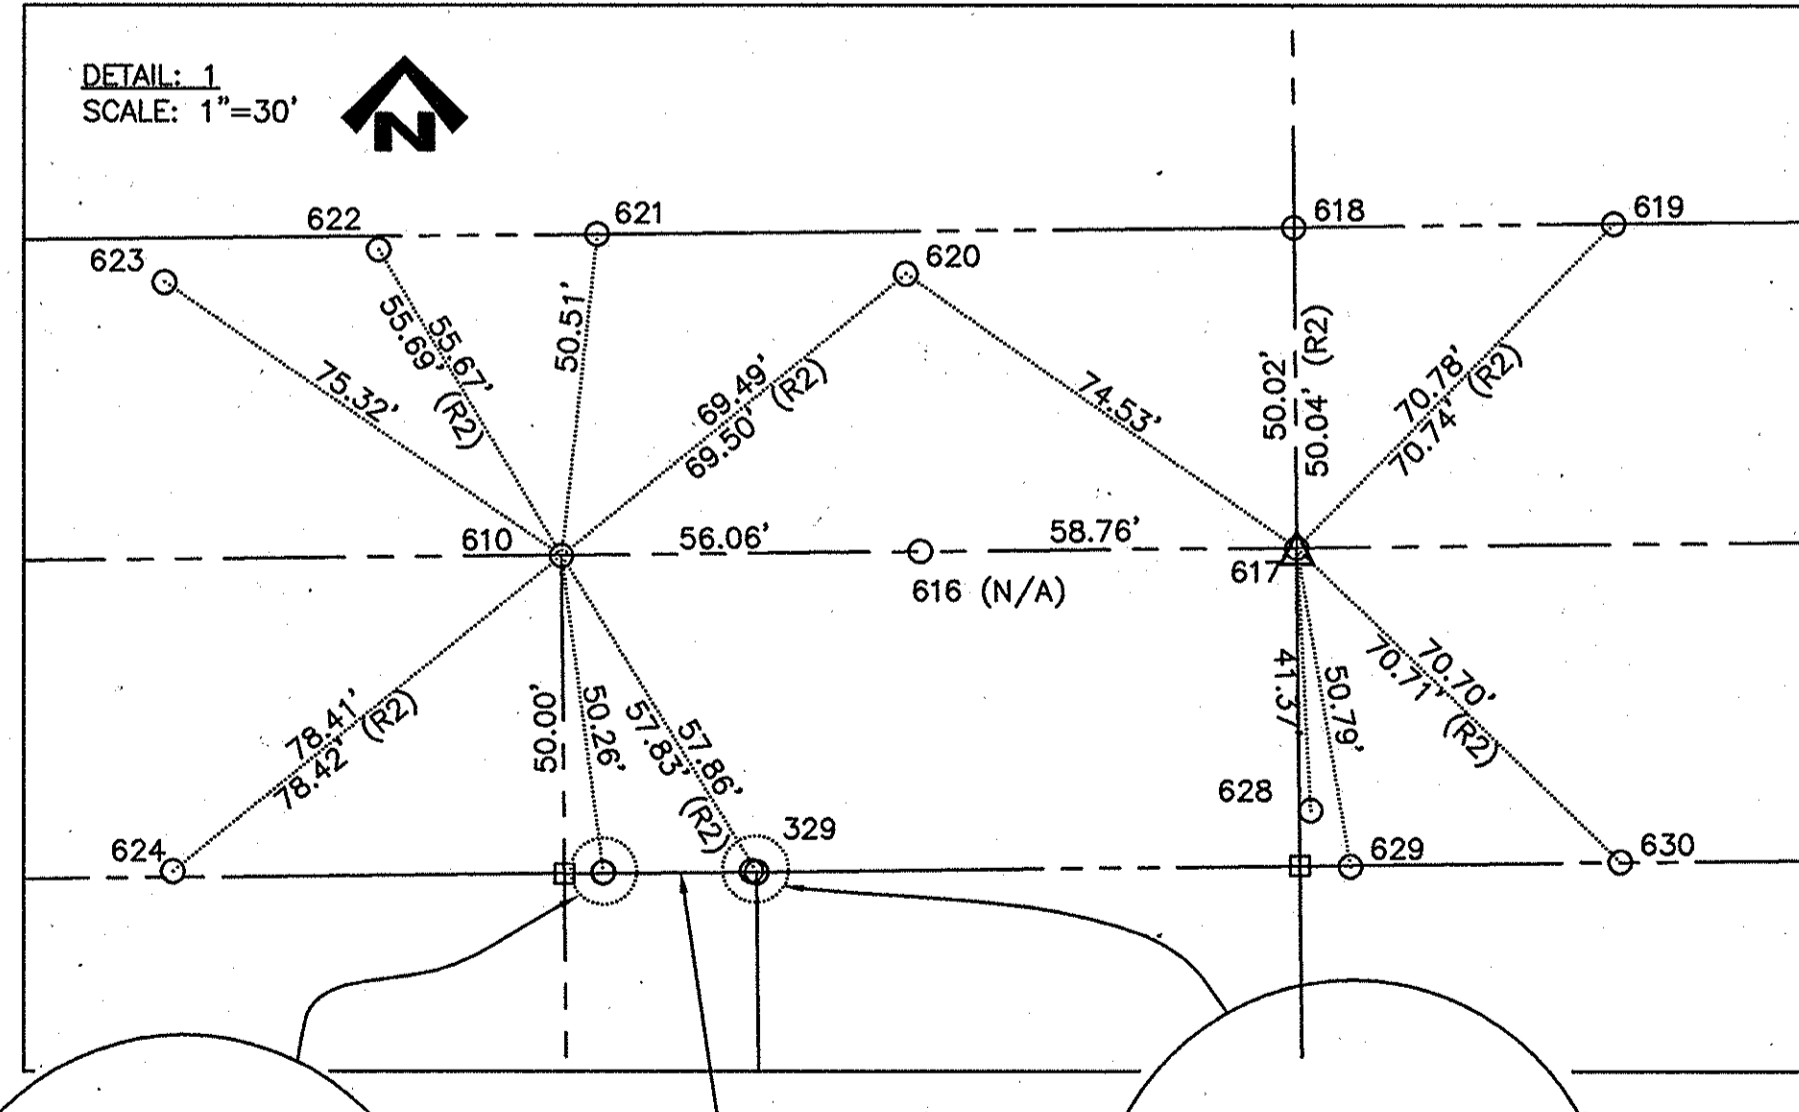 DETAIL: 1
SCALE: 1"=30'
N
622
621
618
619
623
620
55.67'
55.69' (R2)
50.51'
75.32'
69.49'
69.50' (R2)
74.53'
50.02'
50.04' (R2)
70.78'
70.74' (R2)
610
56.06'
58.76'
616 (N/A)
617
78.41'
78.42' (R2)
50.00'
50.26'
57.86'
57.83' (R2)
41.37'
50.79'
70.70'
70.71' (R2)
628
624
329
629
630